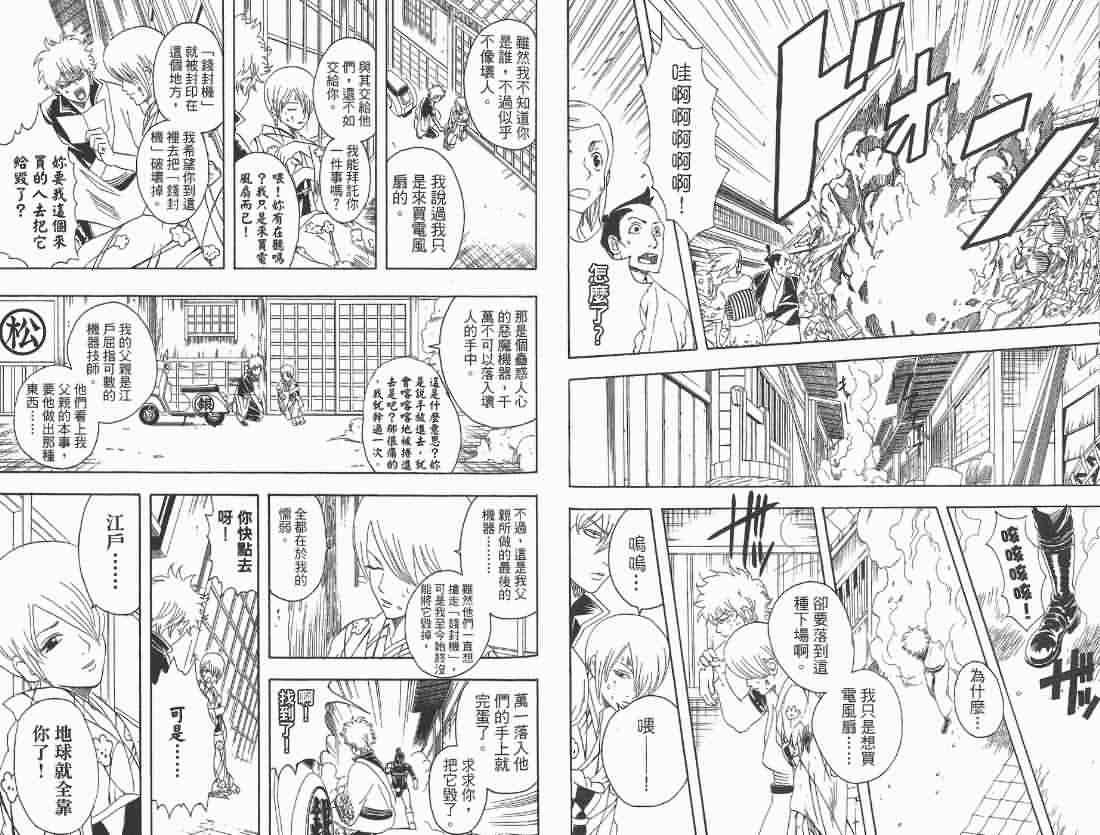 ドオーン
哇啊啊啊啊啊！
怎麼了？
咳咳咳咳！
為什麼…
卻要落到這
種下場啊。
我只是想買
電風扇…
嗚嗚…
喂——
雖然我不知道你
是誰，不過似乎
不像壞人。
我說過我只
是來買電風
扇的。
與其交給他
們，還不如
交給你。
我能拜託你
一件事嗎？
喂！妳有在聽嗎
？我只是來買電
風扇而已！
「錢封機」
就被封印在
這個地方，
我希望你到這
裡去把「錢封
機」破壞掉。
妳要我這個來
買的人去把它
給毀了？
那是個蠱惑人心
的惡魔機器，千
萬不可以落入壞
人的手中。
這是什麼意思？妳
是說手放進去，就
會喀喀喀地被捲進
去是吧？那很痛的
，我就險過一次。
我的父親是江
戶屈指可數的
機器技師。
他們看上我
父親的本事，
要他做出那種
東西……
松
銀
不過，這是我父
親所做的最後的
機器……
雖然他們一直想
搶走「錢封機」，
可是我至今始終沒
能將它毀掉，
全都在於我的
懦弱。
萬一落入他
們的手上就
完蛋了。
求求你，
把它毀了
啊！
找到了！
你快點去
呀！
可是……
江戶……
地球就全靠
你了！